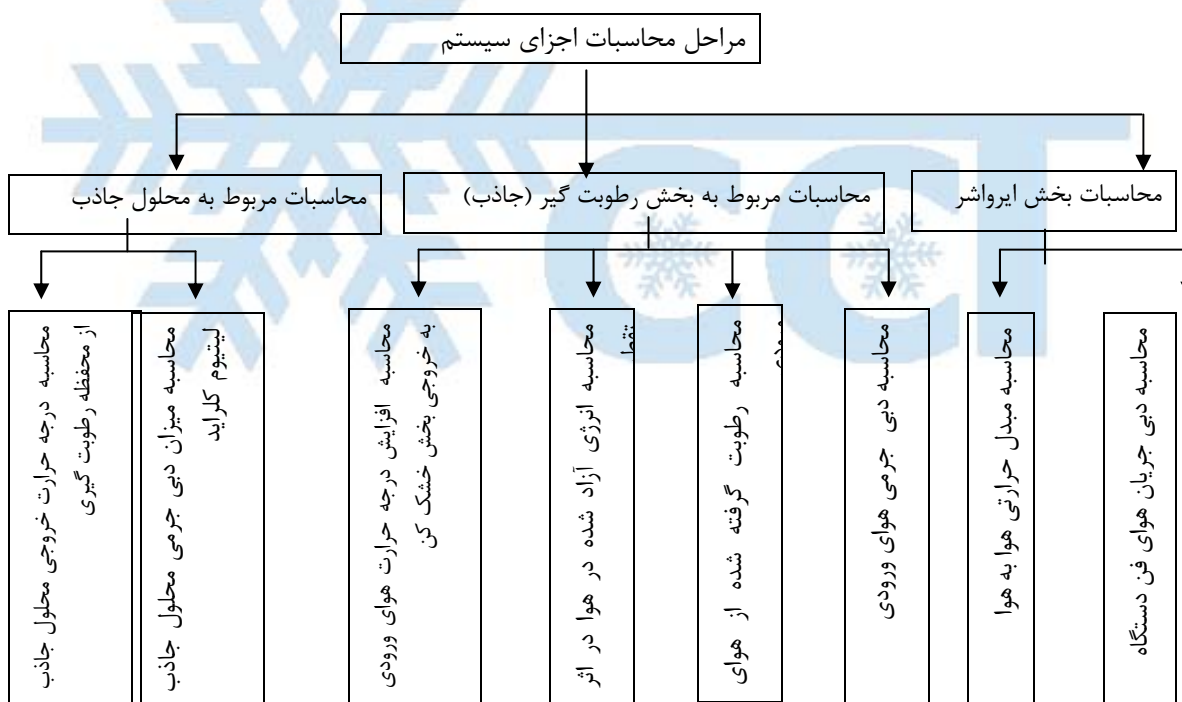 مراحل محاسبات اجزای سیستم
محاسبات بخش ایرواشر
محاسبات مربوط به بخش رطوبت گیر (جاذب)
محاسبات مربوط به محلول جاذب
محاسبه دبی جریان هوای فن دستگاه
محاسبه مبدل حرارتی هوا به هوا
محاسبه دبی جرمی هوای ورودی
محاسبه رطوبت گرفته شده از هوای
محاسبه انرژی آزاد شده در هوا در اثر
محاسبه افزایش درجه حرارت هوای ورودی
به خروجی بخش خشک کن
محاسبه میزان دبی جرمی محلول جاذب
لیتیوم کلراید
محاسبه درجه حرارت خروجی محلول جاذب
از محفظه رطوبت گیری
CCT